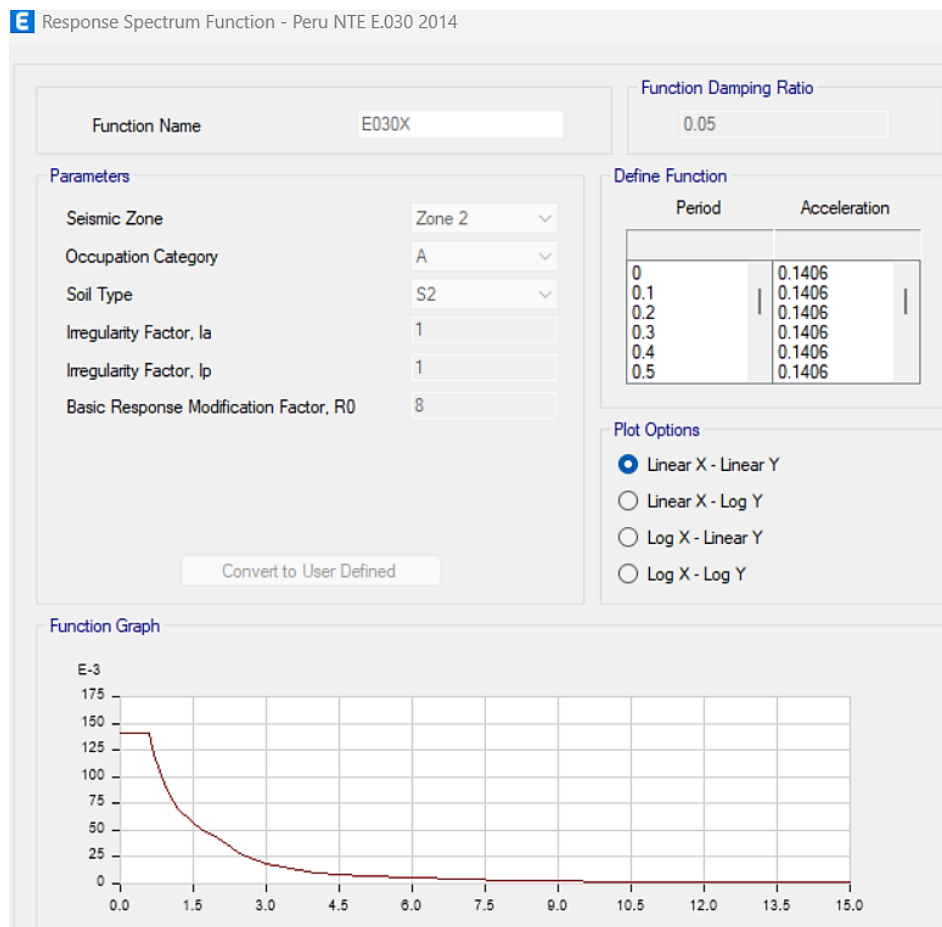 E Response Spectrum Function - Peru NTE E.030 2014
Function Damping Ratio
Function Name E030X 0.05
Parameters
Define Function
Seismic Zone Zone 2
Occupation Category A
Soil Type S2
Irregularity Factor, Ia 1
Irregularity Factor, Ip 1
Basic Response Modification Factor, R0 8
Convert to User Defined
Period Acceleration
0 0.1406
0.1 0.1406
0.2 0.1406
0.3 0.1406
0.4 0.1406
0.5 0.1406
Plot Options
Linear X - Linear Y
Linear X - Log Y
Log X - Linear Y
Log X - Log Y
Function Graph
E-3
175
150
125
100
75
50
25
0
0.0 1.5 3.0 4.5 6.0 7.5 9.0 10.5 12.0 13.5 15.0